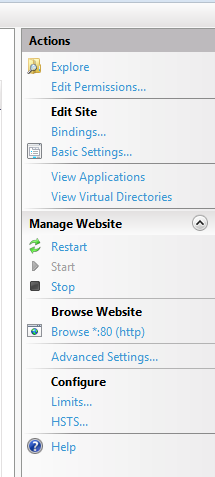 Actions
Explore
Edit Permissions...
Edit Site
Bindings...
Basic Settings...
View Applications
View Virtual Directories
Manage Website
Restart
Start
Stop
Browse Website
Browse *:80 (http)
Advanced Settings...
Configure
Limits...
HSTS...
Help